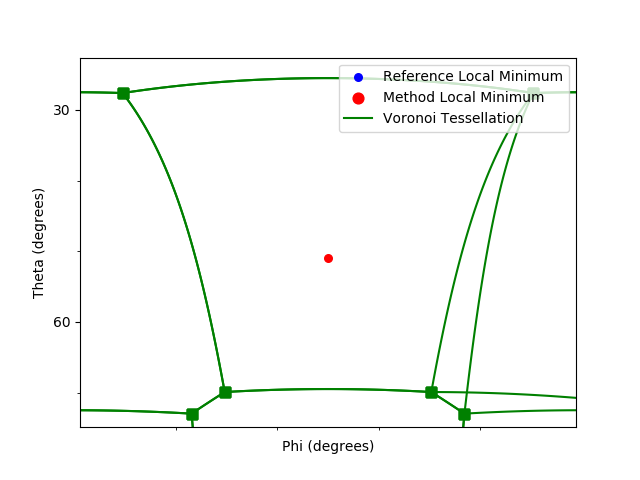 Reference Local Minimum
Method Local Minimum
Voronoi Tessellation
30
60
Theta (degrees)
Phi (degrees)